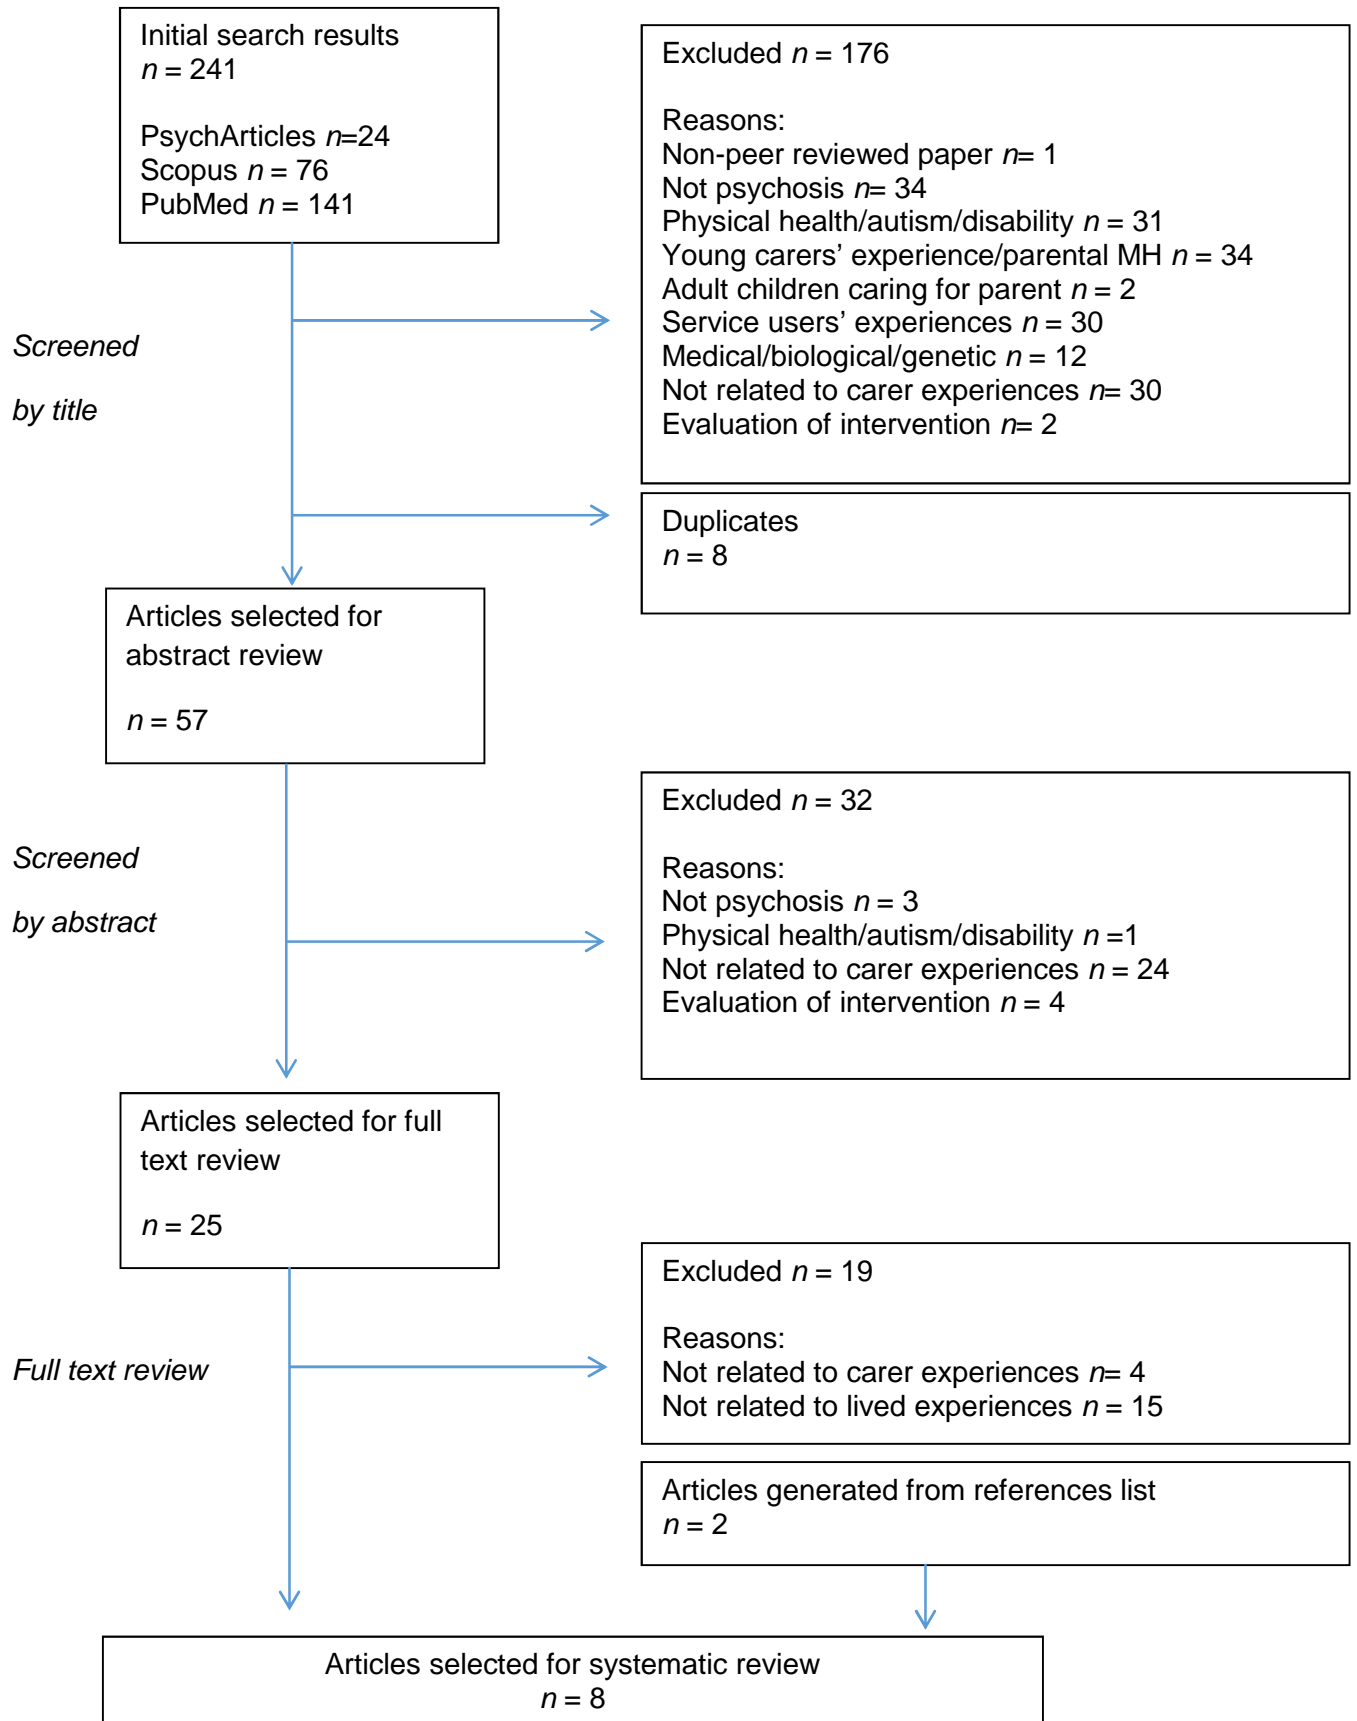 Initial search results
n = 241
PsychArticles n=24
Scopus n = 76
PubMed n = 141
Excluded n = 176
Reasons:
Non-peer reviewed paper n= 1
Not psychosis n= 34
Physical health/autism/disability n = 31
Young carers’ experience/parental MH n = 34
Adult children caring for parent n = 2
Service users’ experiences n = 30
Medical/biological/genetic n = 12
Not related to carer experiences n= 30
Evaluation of intervention n= 2
Screened
by title
Duplicates
n = 8
Articles selected for
abstract review
n = 57
Excluded n = 32
Reasons:
Not psychosis n = 3
Physical health/autism/disability n =1
Not related to carer experiences n = 24
Evaluation of intervention n = 4
Screened
by abstract
Articles selected for full
text review
n = 25
Excluded n = 19
Reasons:
Not related to carer experiences n= 4
Not related to lived experiences n = 15
Full text review
Articles generated from references list
n = 2
Articles selected for systematic review
n = 8